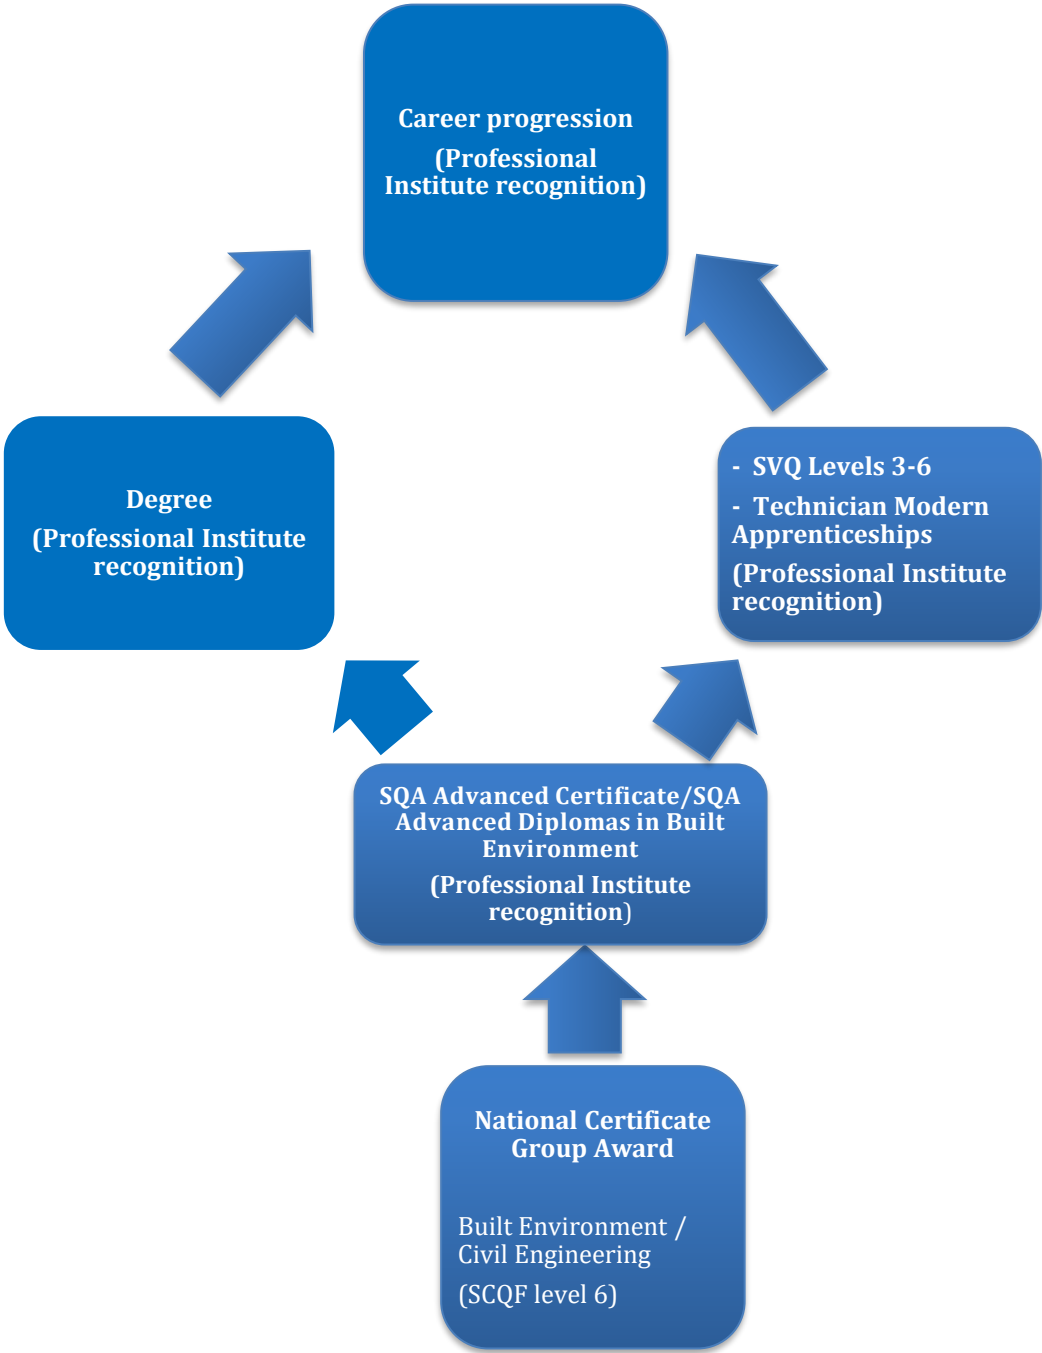 Career progression
(Professional
Institute recognition)
Degree
(Professional Institute
recognition)
- SVQ Levels 3-6
- Technician Modern
Apprenticeships
(Professional Institute
recognition)
SQA Advanced Certificate/SQA
Advanced Diplomas in Built
Environment
(Professional Institute
recognition)
National Certificate
Group Award
Built Environment /
Civil Engineering
(SCQF level 6)